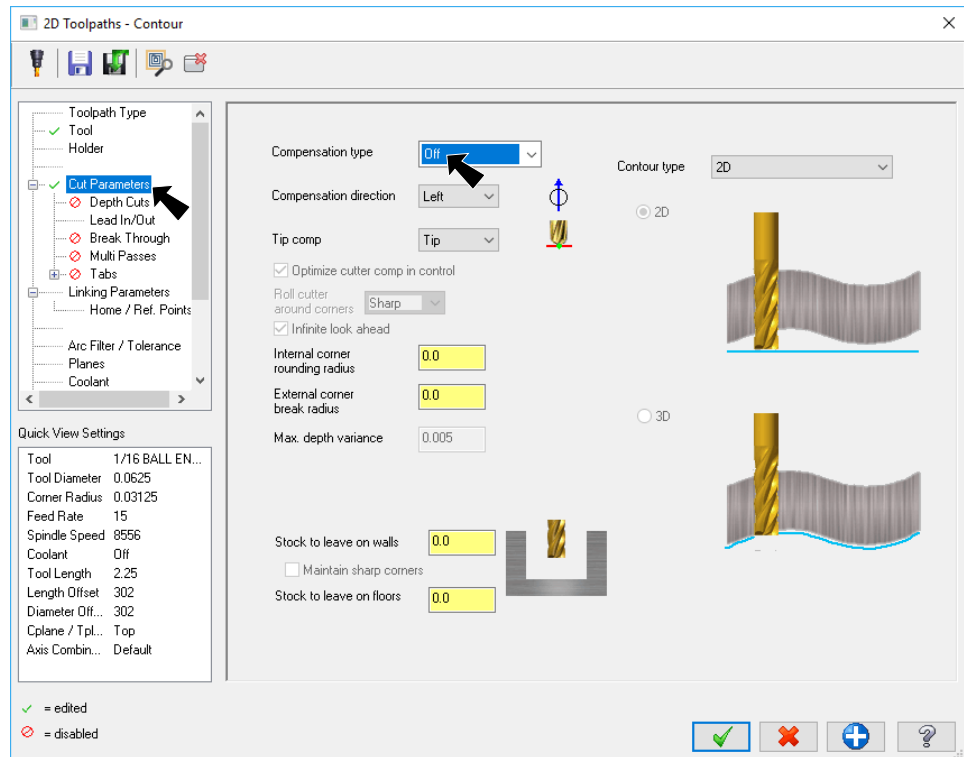 2D Toolpaths - Contour
Toolpath Type
Tool
Holder
Cut Parameters
Depth Cuts
Lead In/Out
Break Through
Multi Passes
Tabs
Linking Parameters
Home / Ref. Points
Arc Filter / Tolerance
Planes
Coolant
Quick View Settings
Tool 1/16 BALL EN...
Tool Diameter 0.0625
Corner Radius 0.03125
Feed Rate 15
Spindle Speed 8556
Coolant Off
Tool Length 2.25
Length Offset 302
Diameter Off... 302
Cplane / Tpl... Top
Axis Combin... Default
= edited
= disabled
Compensation type Off
Compensation direction Left
Tip comp Tip
Optimize cutter comp in control
Roll cutter
around corners Sharp
Infinite look ahead
Internal corner
rounding radius 0.0
External corner
break radius 0.0
Max. depth variance 0.005
Stock to leave on walls 0.0
Maintain sharp corners
Stock to leave on floors 0.0
Contour type 2D
2D
3D